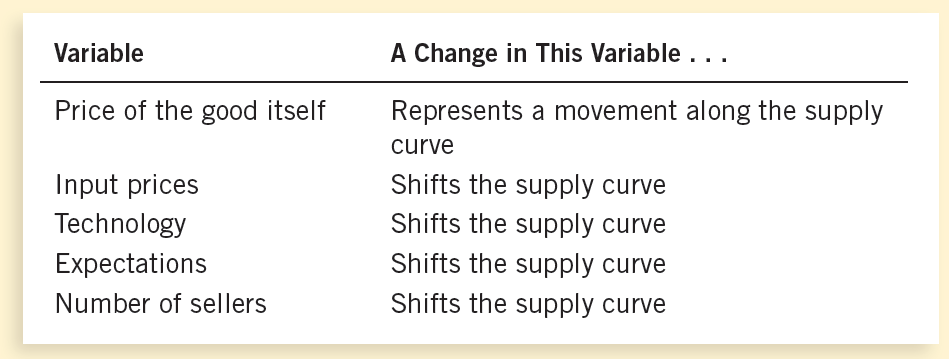 Variable A Change in This Variable . . .
Price of the good itself Represents a movement along the supply
curve
Input prices Shifts the supply curve
Technology Shifts the supply curve
Expectations Shifts the supply curve
Number of sellers Shifts the supply curve